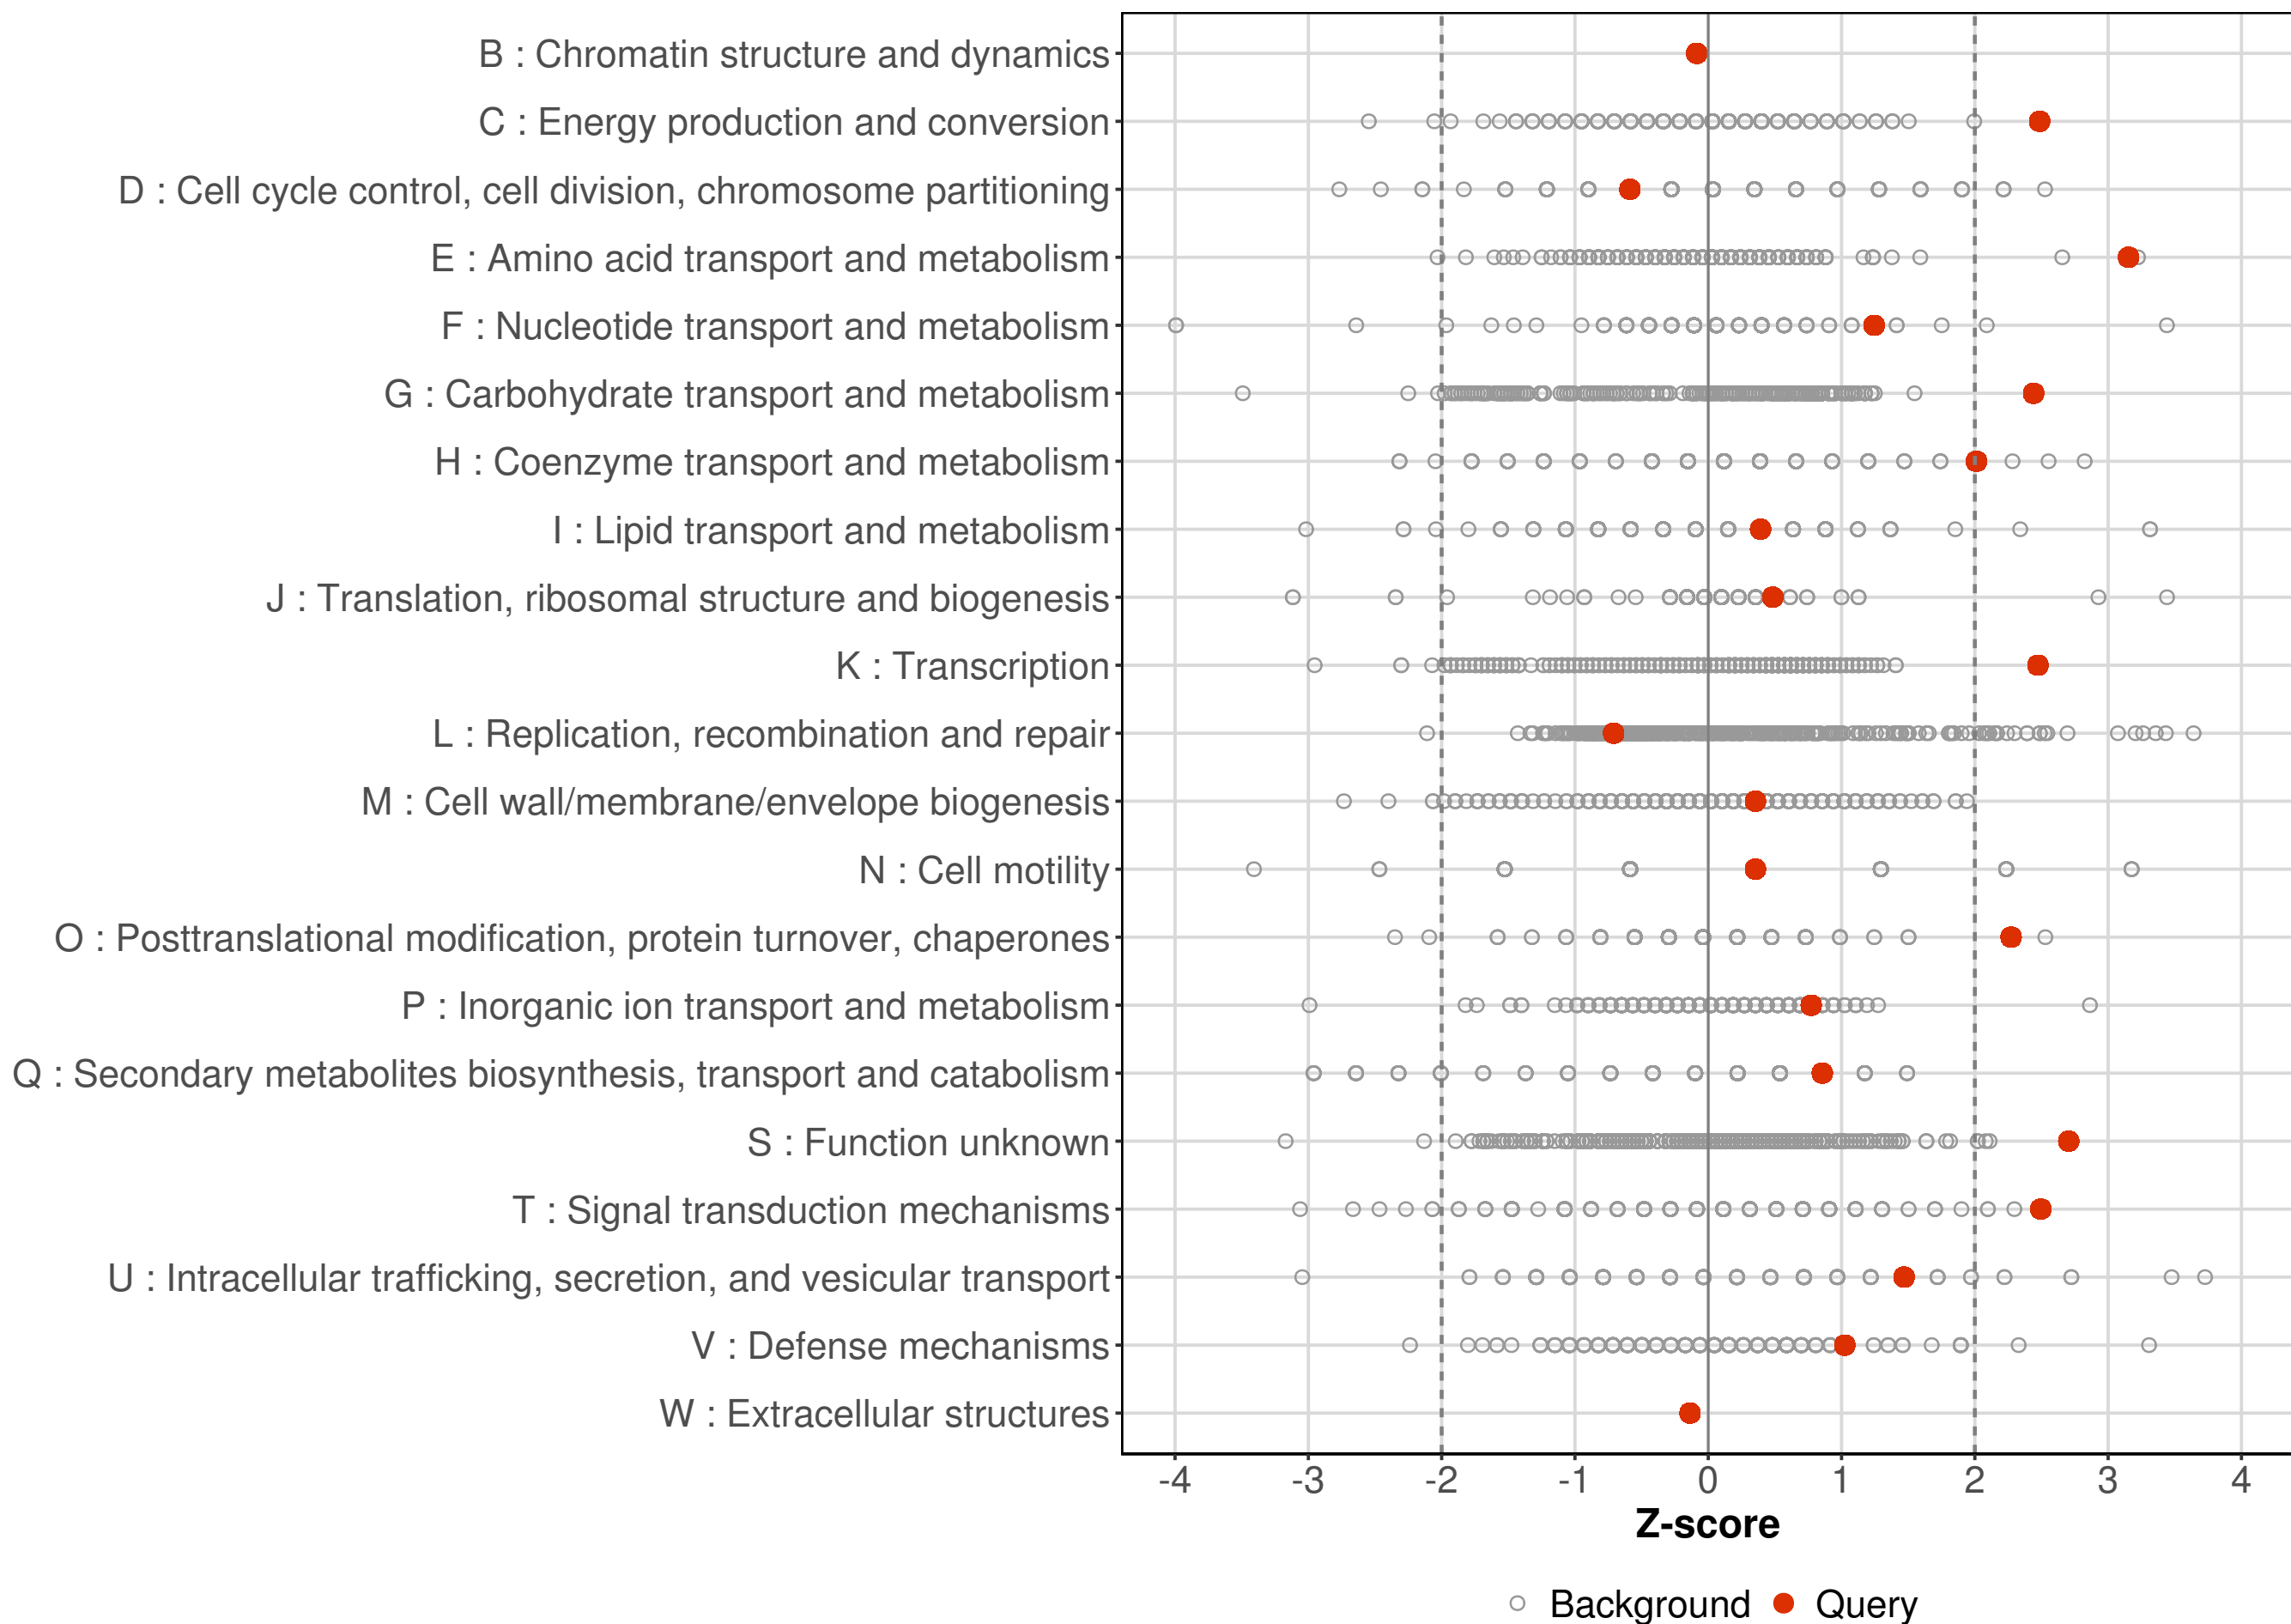 B : Chromatin structure and dynamics
C : Energy production and conversion
D : Cell cycle control, cell division, chromosome partitioning
E : Amino acid transport and metabolism
F : Nucleotide transport and metabolism
G : Carbohydrate transport and metabolism
H : Coenzyme transport and metabolism
I : Lipid transport and metabolism
J : Translation, ribosomal structure and biogenesis
K : Transcription
L : Replication, recombination and repair
M : Cell wall/membrane/envelope biogenesis
N : Cell motility
O : Posttranslational modification, protein turnover, chaperones
P : Inorganic ion transport and metabolism
Q : Secondary metabolites biosynthesis, transport and catabolism
S : Function unknown
T : Signal transduction mechanisms
U : Intracellular trafficking, secretion, and vesicular transport
V : Defense mechanisms
W : Extracellular structures
-4 -3 -2 -1 0 1 2 3 4
Z-score
Background Query